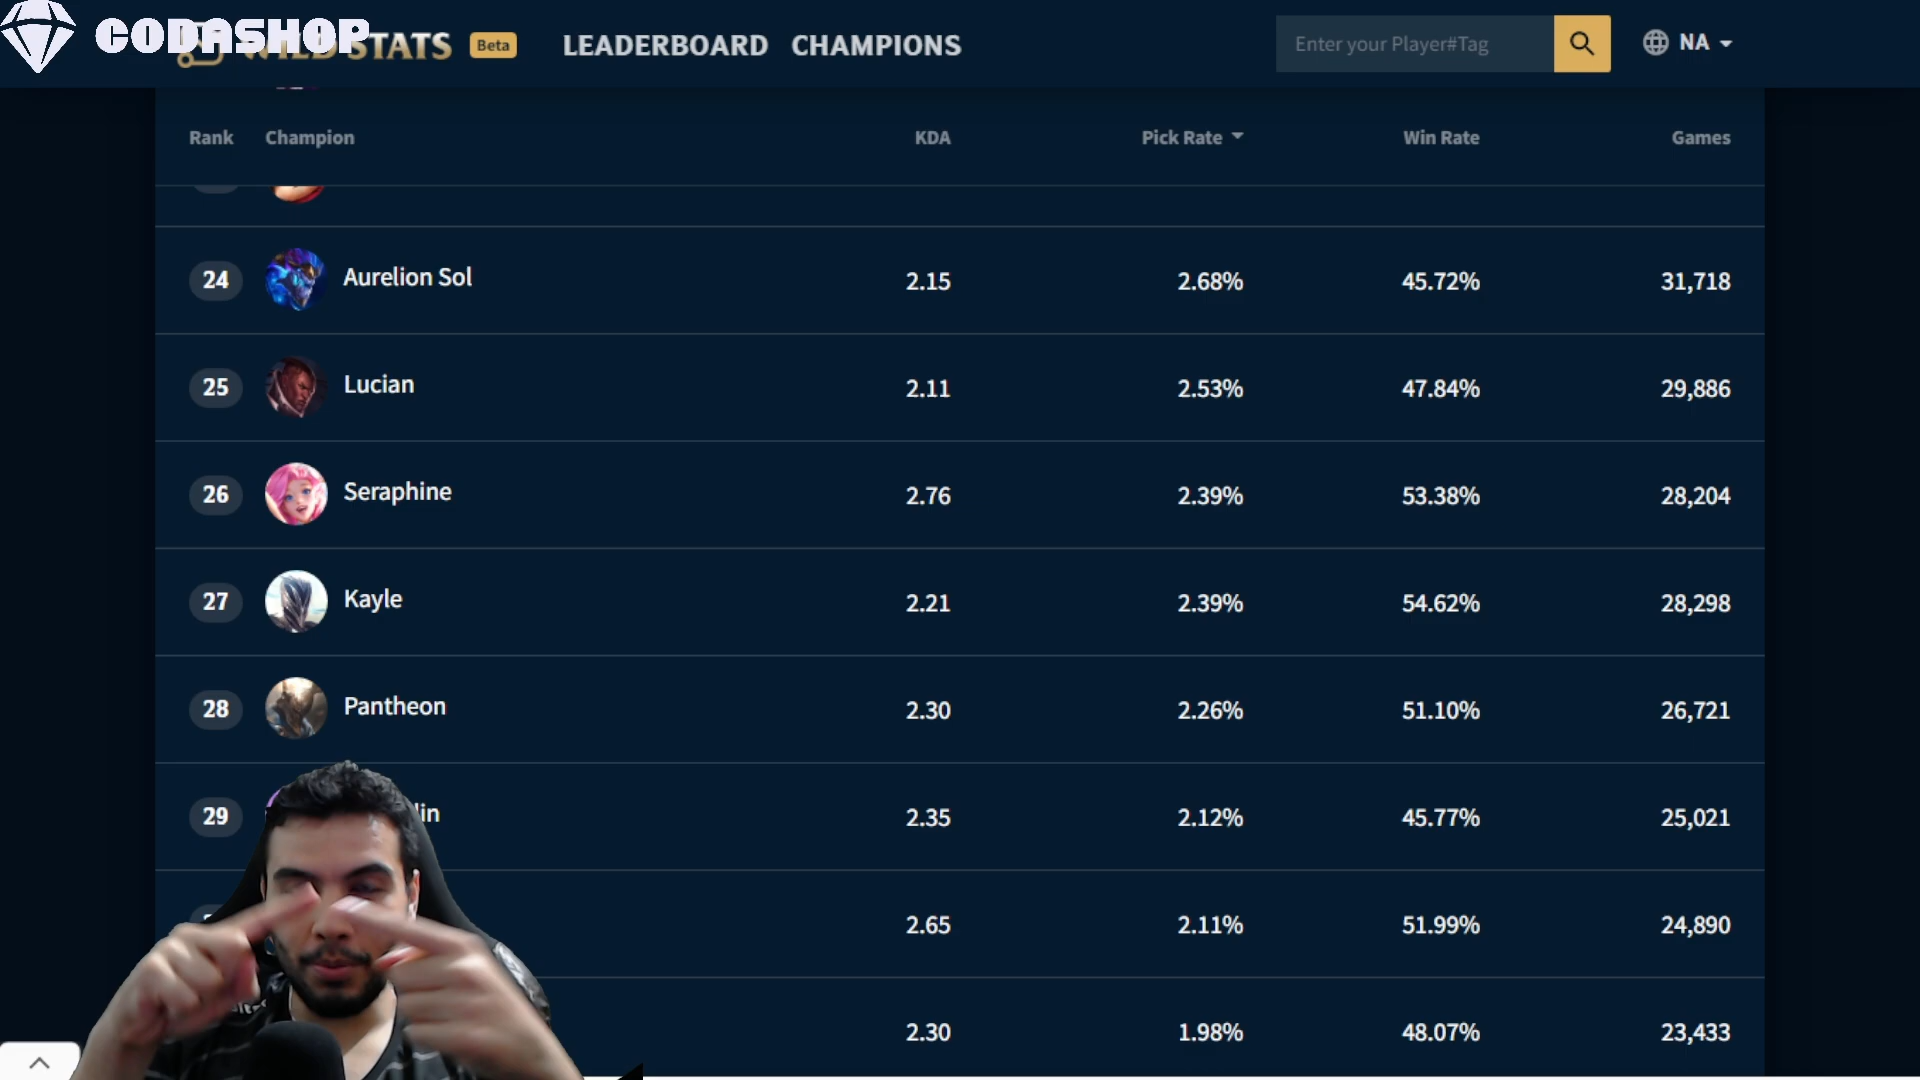 CODASHOP
STATS Beta LEADERBOARD CHAMPIONS Enter your Player#Tag NA
Rank Champion KDA Pick Rate Win Rate Games
24 Aurelion Sol 2.15 2.68% 45.72% 31,718
25 Lucian 2.11 2.53% 47.84% 29,886
26 Seraphine 2.76 2.39% 53.38% 28,204
27 Kayle 2.21 2.39% 54.62% 28,298
28 Pantheon 2.30 2.26% 51.10% 26,721
29 in 2.35 2.12% 45.77% 25,021
2.65 2.11% 51.99% 24,890
2.30 1.98% 48.07% 23,433